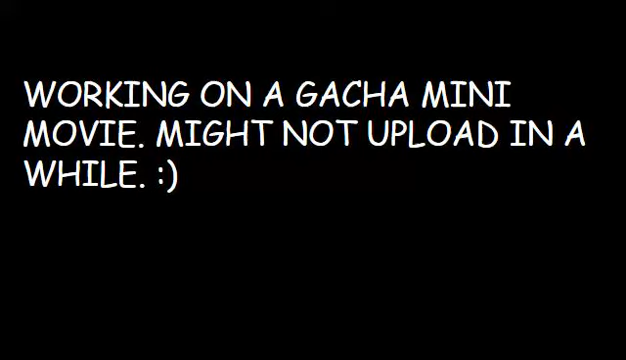 WORKING ON A GACHA MINI
MOVIE. MIGHT NOT UPLOAD IN A
WHILE. :)